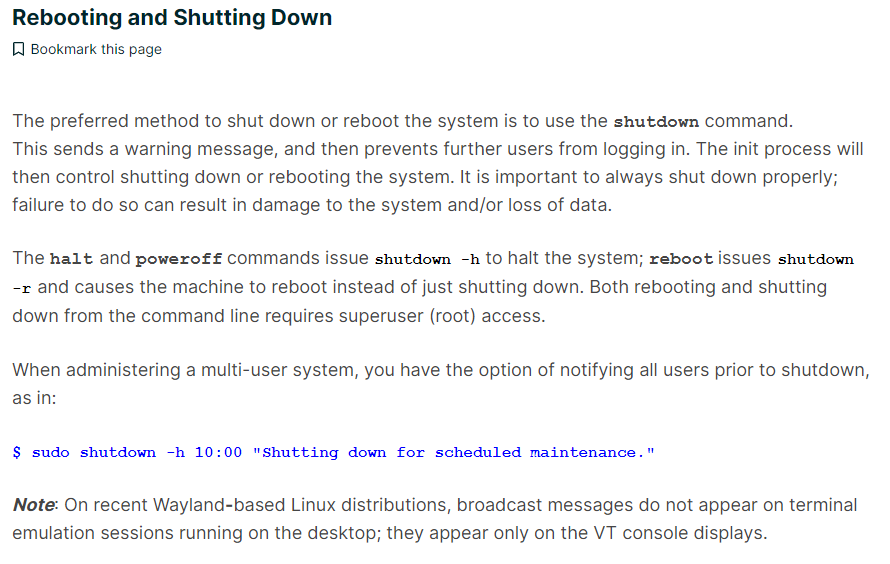 Rebooting and Shutting Down
Bookmark this page
The preferred method to shut down or reboot the system is to use the shutdown command.
This sends a warning message, and then prevents further users from logging in. The init process will
then control shutting down or rebooting the system. It is important to always shut down properly;
failure to do so can result in damage to the system and/or loss of data.
The halt and poweroff commands issue shutdown -h to halt the system; reboot issues shutdown
-r and causes the machine to reboot instead of just shutting down. Both rebooting and shutting
down from the command line requires superuser (root) access.
When administering a multi-user system, you have the option of notifying all users prior to shutdown,
as in:
$ sudo shutdown -h 10:00 "Shutting down for scheduled maintenance."
Note: On recent Wayland-based Linux distributions, broadcast messages do not appear on terminal
emulation sessions running on the desktop; they appear only on the VT console displays.